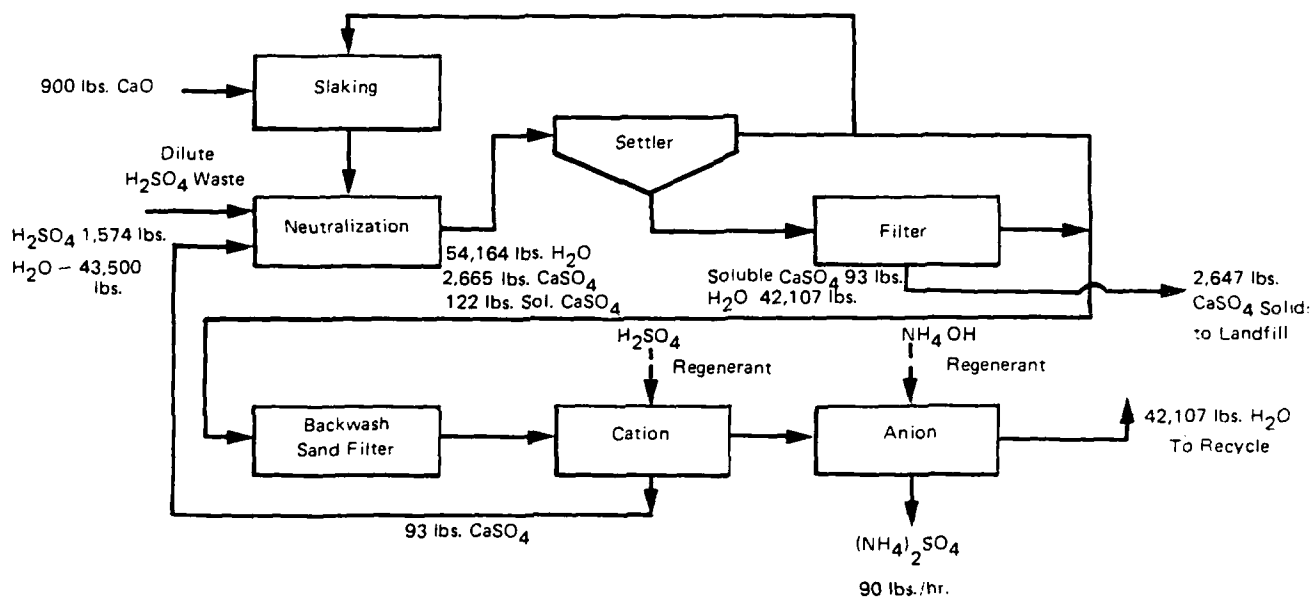 900 lbs. CaO
Slaking
Settler
Dilute
H2SO4 Waste
Neutralization
H2SO4 1,574 lbs.
H2O – 43,500
lbs.
54,164 lbs. H2O
2,665 lbs. CaSO4
122 lbs. Sol. CaSO4
Filter
Soluble CaSO4 93 lbs.
H2O 42,107 lbs.
2,647 lbs.
CaSO4 Solids
to Landfill
H2SO4
Regenerant
NH4OH
Regenerant
Backwash
Sand Filter
Cation
Anion
42,107 lbs. H2O
To Recycle
93 lbs. CaSO4
(NH4)2SO4
90 lbs./hr.